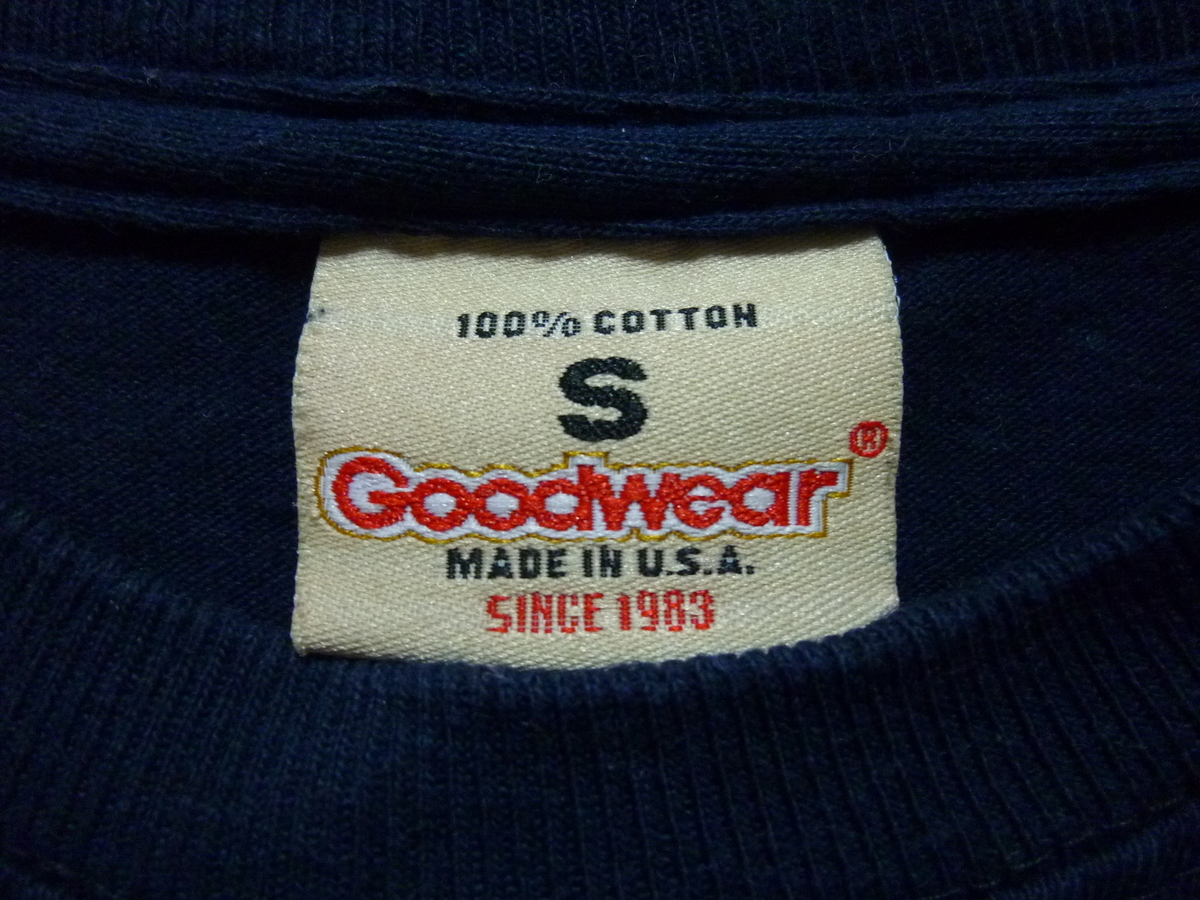 100% COTTON
S
Goodwear®
MADE IN U.S.A.
SINCE 1983